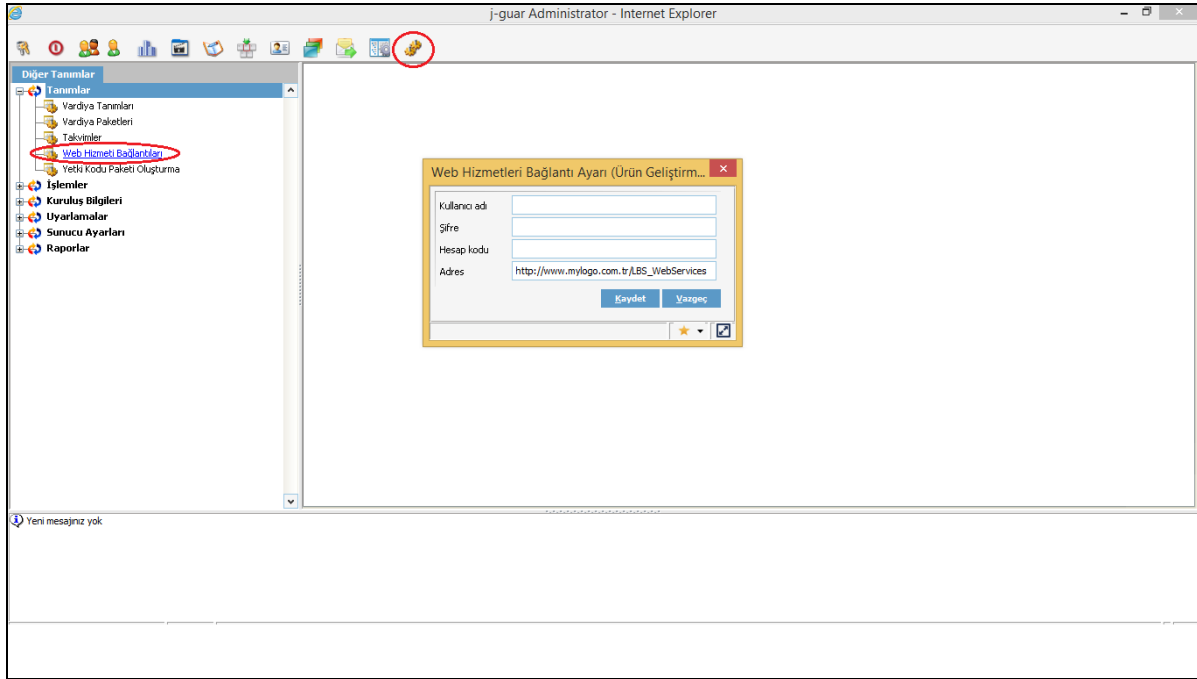 j-guar Administrator - Internet Explorer
Diğer Tanımlar
Tanımlar
Vardiya Tanımları
Vardiya Paketleri
Takvimler
Web Hizmeti Bağlantıları
Yetki Kodu Paketi Oluşturma
İşlemler
Kuruluş Bilgileri
Uyarlamalar
Sunucu Ayarları
Raporlar
Web Hizmetleri Bağlantı Ayarı (Ürün Geliştirm...
Kullanıcı adı
Şifre
Hesap kodu
Adres http://www.mylogo.com.tr/LBS_WebServices
Kaydet Vazgeç
Yeni mesajınız yok